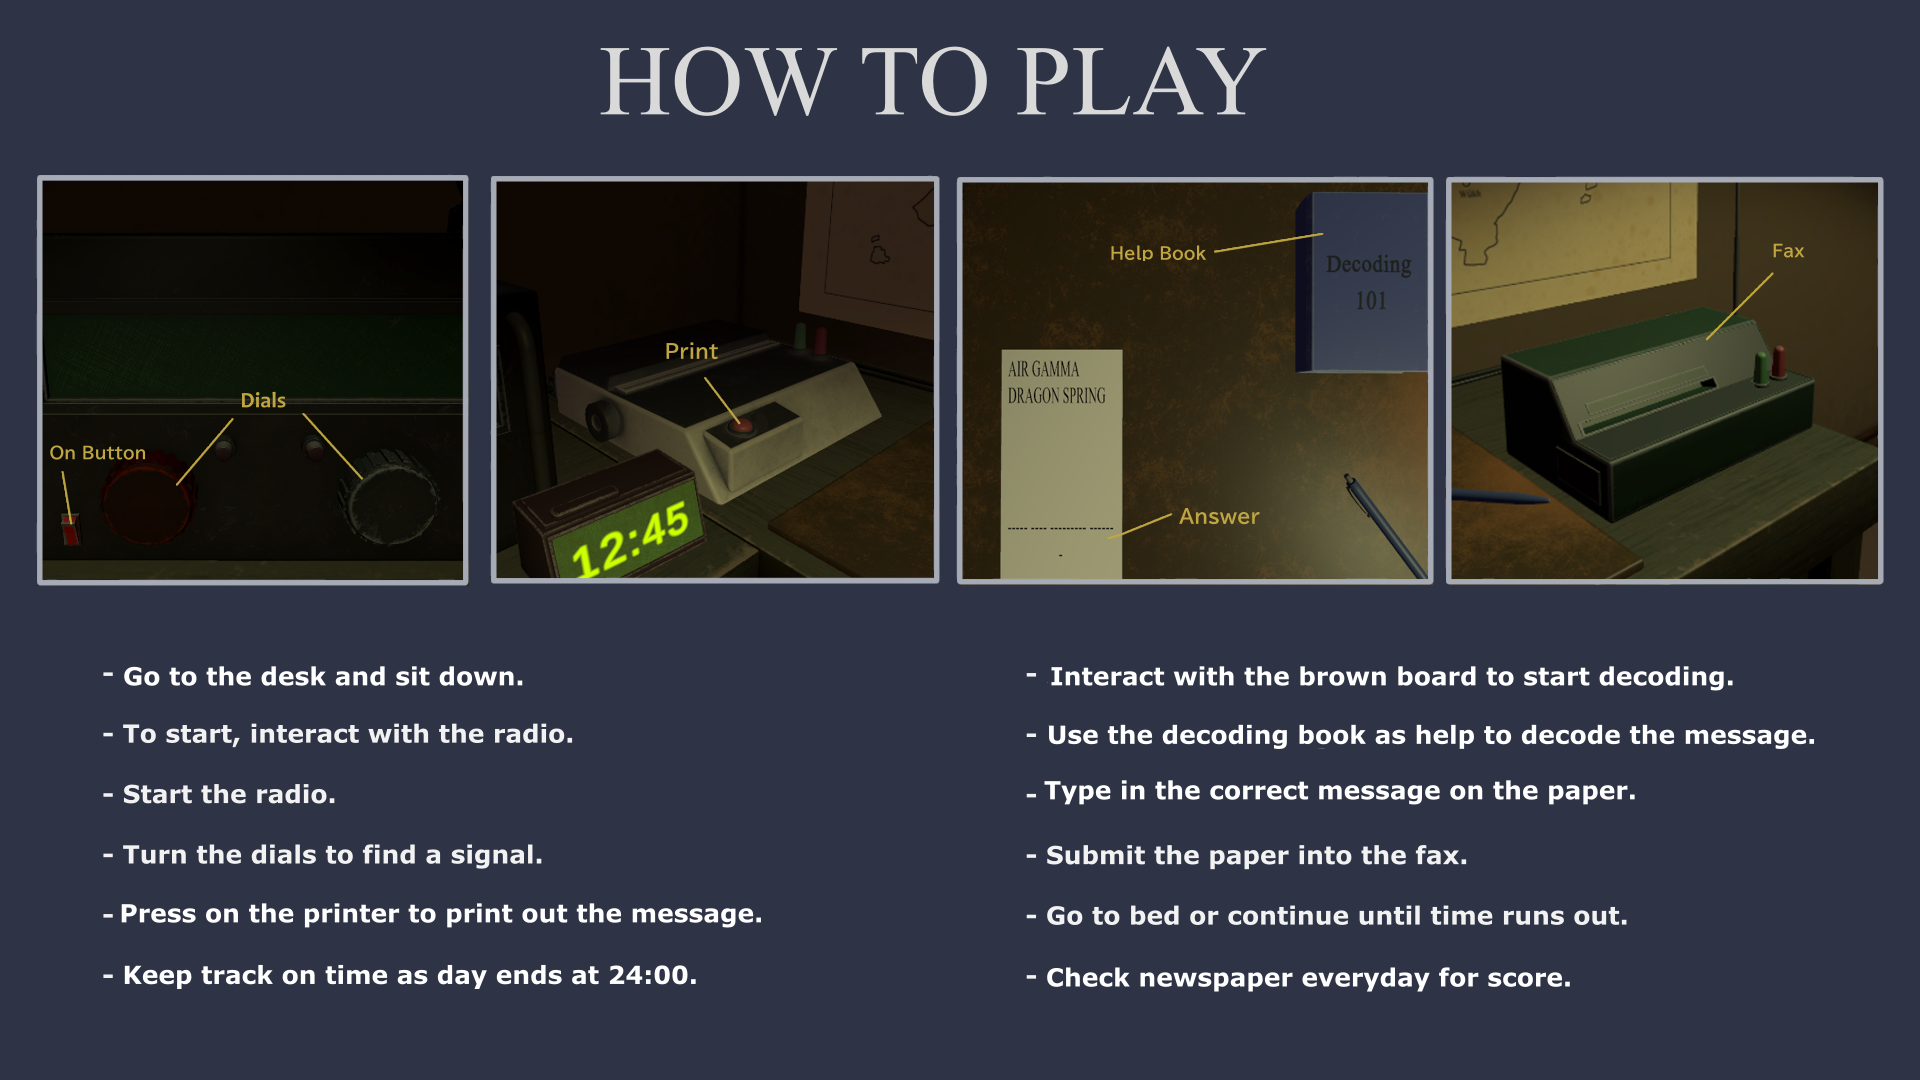 HOW TO PLAY
Dials
On Button
Print
12:45
Help Book
Decoding
101
AIR GAMMA
DRAGON SPRING
----- ---- --------- ------
-
Answer
Fax
- Go to the desk and sit down.
- To start, interact with the radio.
- Start the radio.
- Turn the dials to find a signal.
- Press on the printer to print out the message.
- Keep track on time as day ends at 24:00.
- Interact with the brown board to start decoding.
- Use the decoding book as help to decode the message.
- Type in the correct message on the paper.
- Submit the paper into the fax.
- Go to bed or continue until time runs out.
- Check newspaper everyday for score.